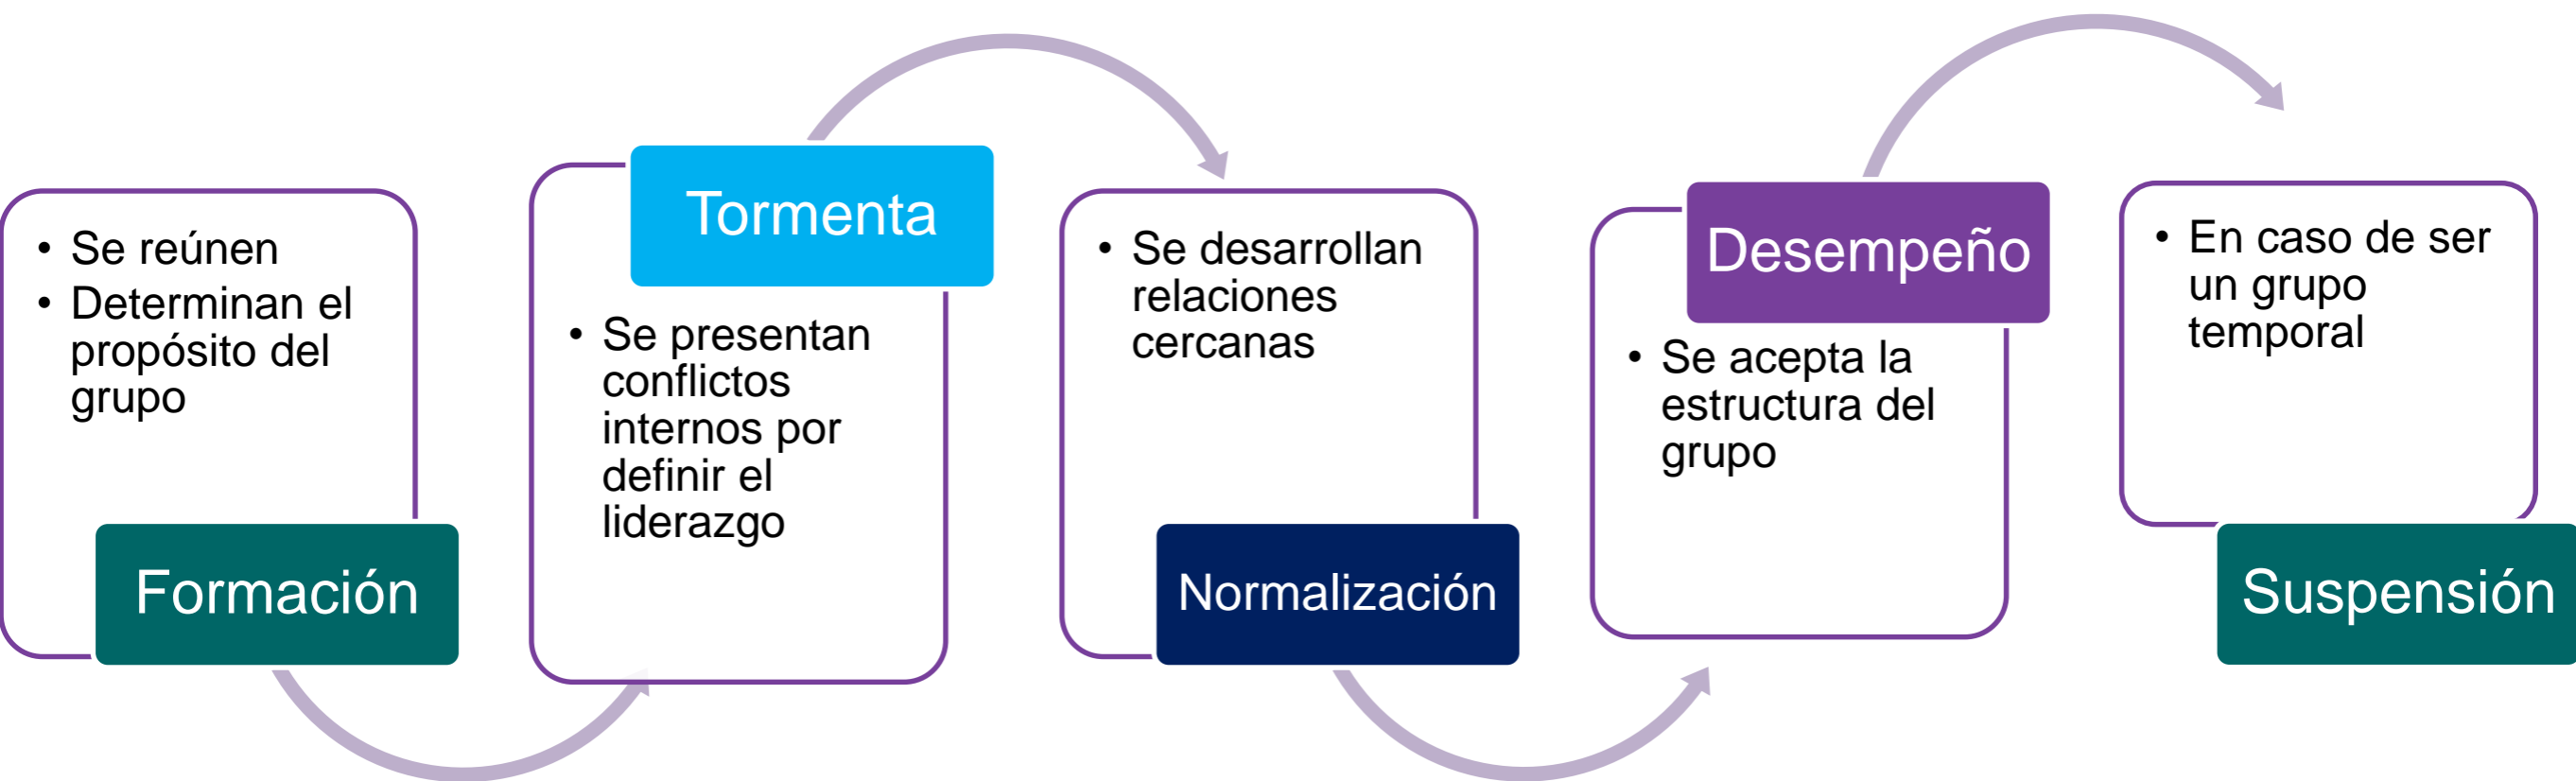 • Se reúnen
• Determinan el
propósito del
grupo
Formación
Tormenta
• Se presentan
conflictos
internos por
definir el
liderazgo
• Se desarrollan
relaciones
cercanas
Normalización
Desempeño
• Se acepta la
estructura del
grupo
• En caso de ser
un grupo
temporal
Suspensión